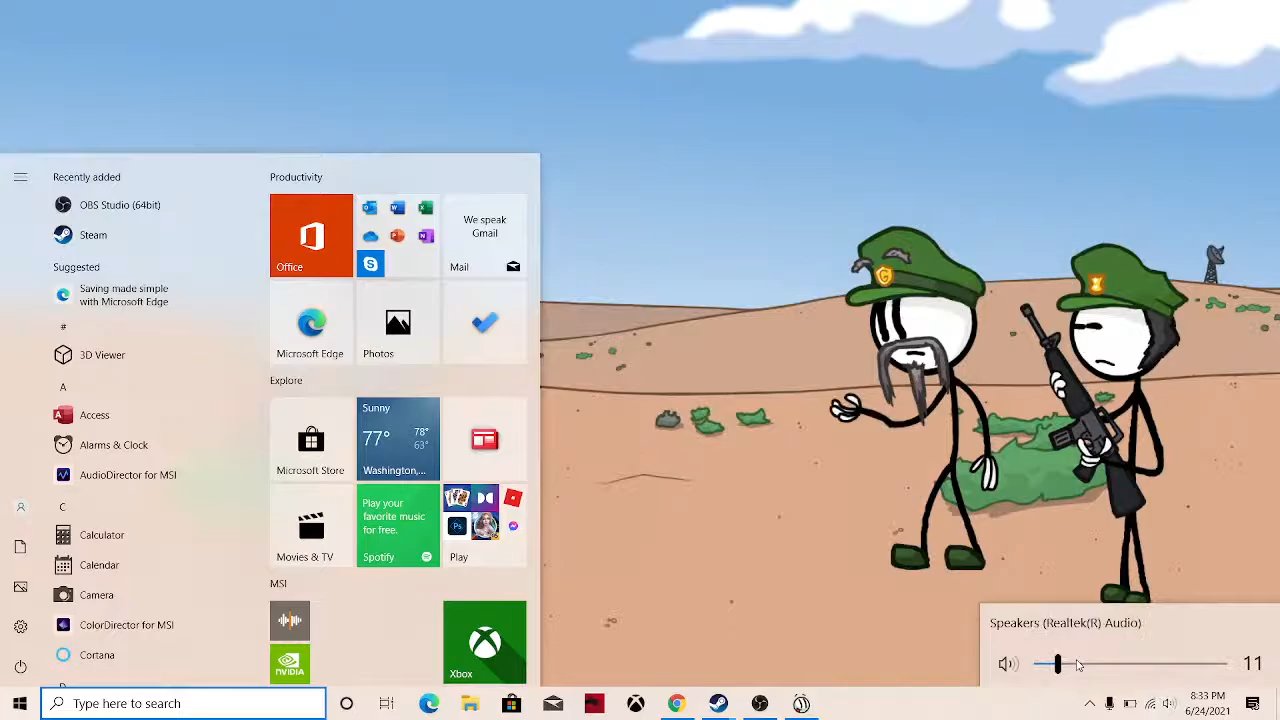 Recently added
OBS Studio (64bit)
Steam
Suggested
Saving made simple
with Microsoft Edge
#
3D Viewer
A
Access
Alarms & Clock
AudioDirector for MSI
C
Calculator
Calendar
Camera
ColorDirector for MSI
Cortana
Productivity
Office
We speak
Gmail
Mail
Microsoft Edge
Photos
Explore
Microsoft Store
Sunny
77° 78°
63°
Washington,...
Movies & TV
Play your
favorite music
for free.
Spotify
Ps
Play
MSI
NVIDIA
Xbox
G
Speakers (Realtek(R) Audio)
11
Type here to search
8:33 PM
6/24/2021